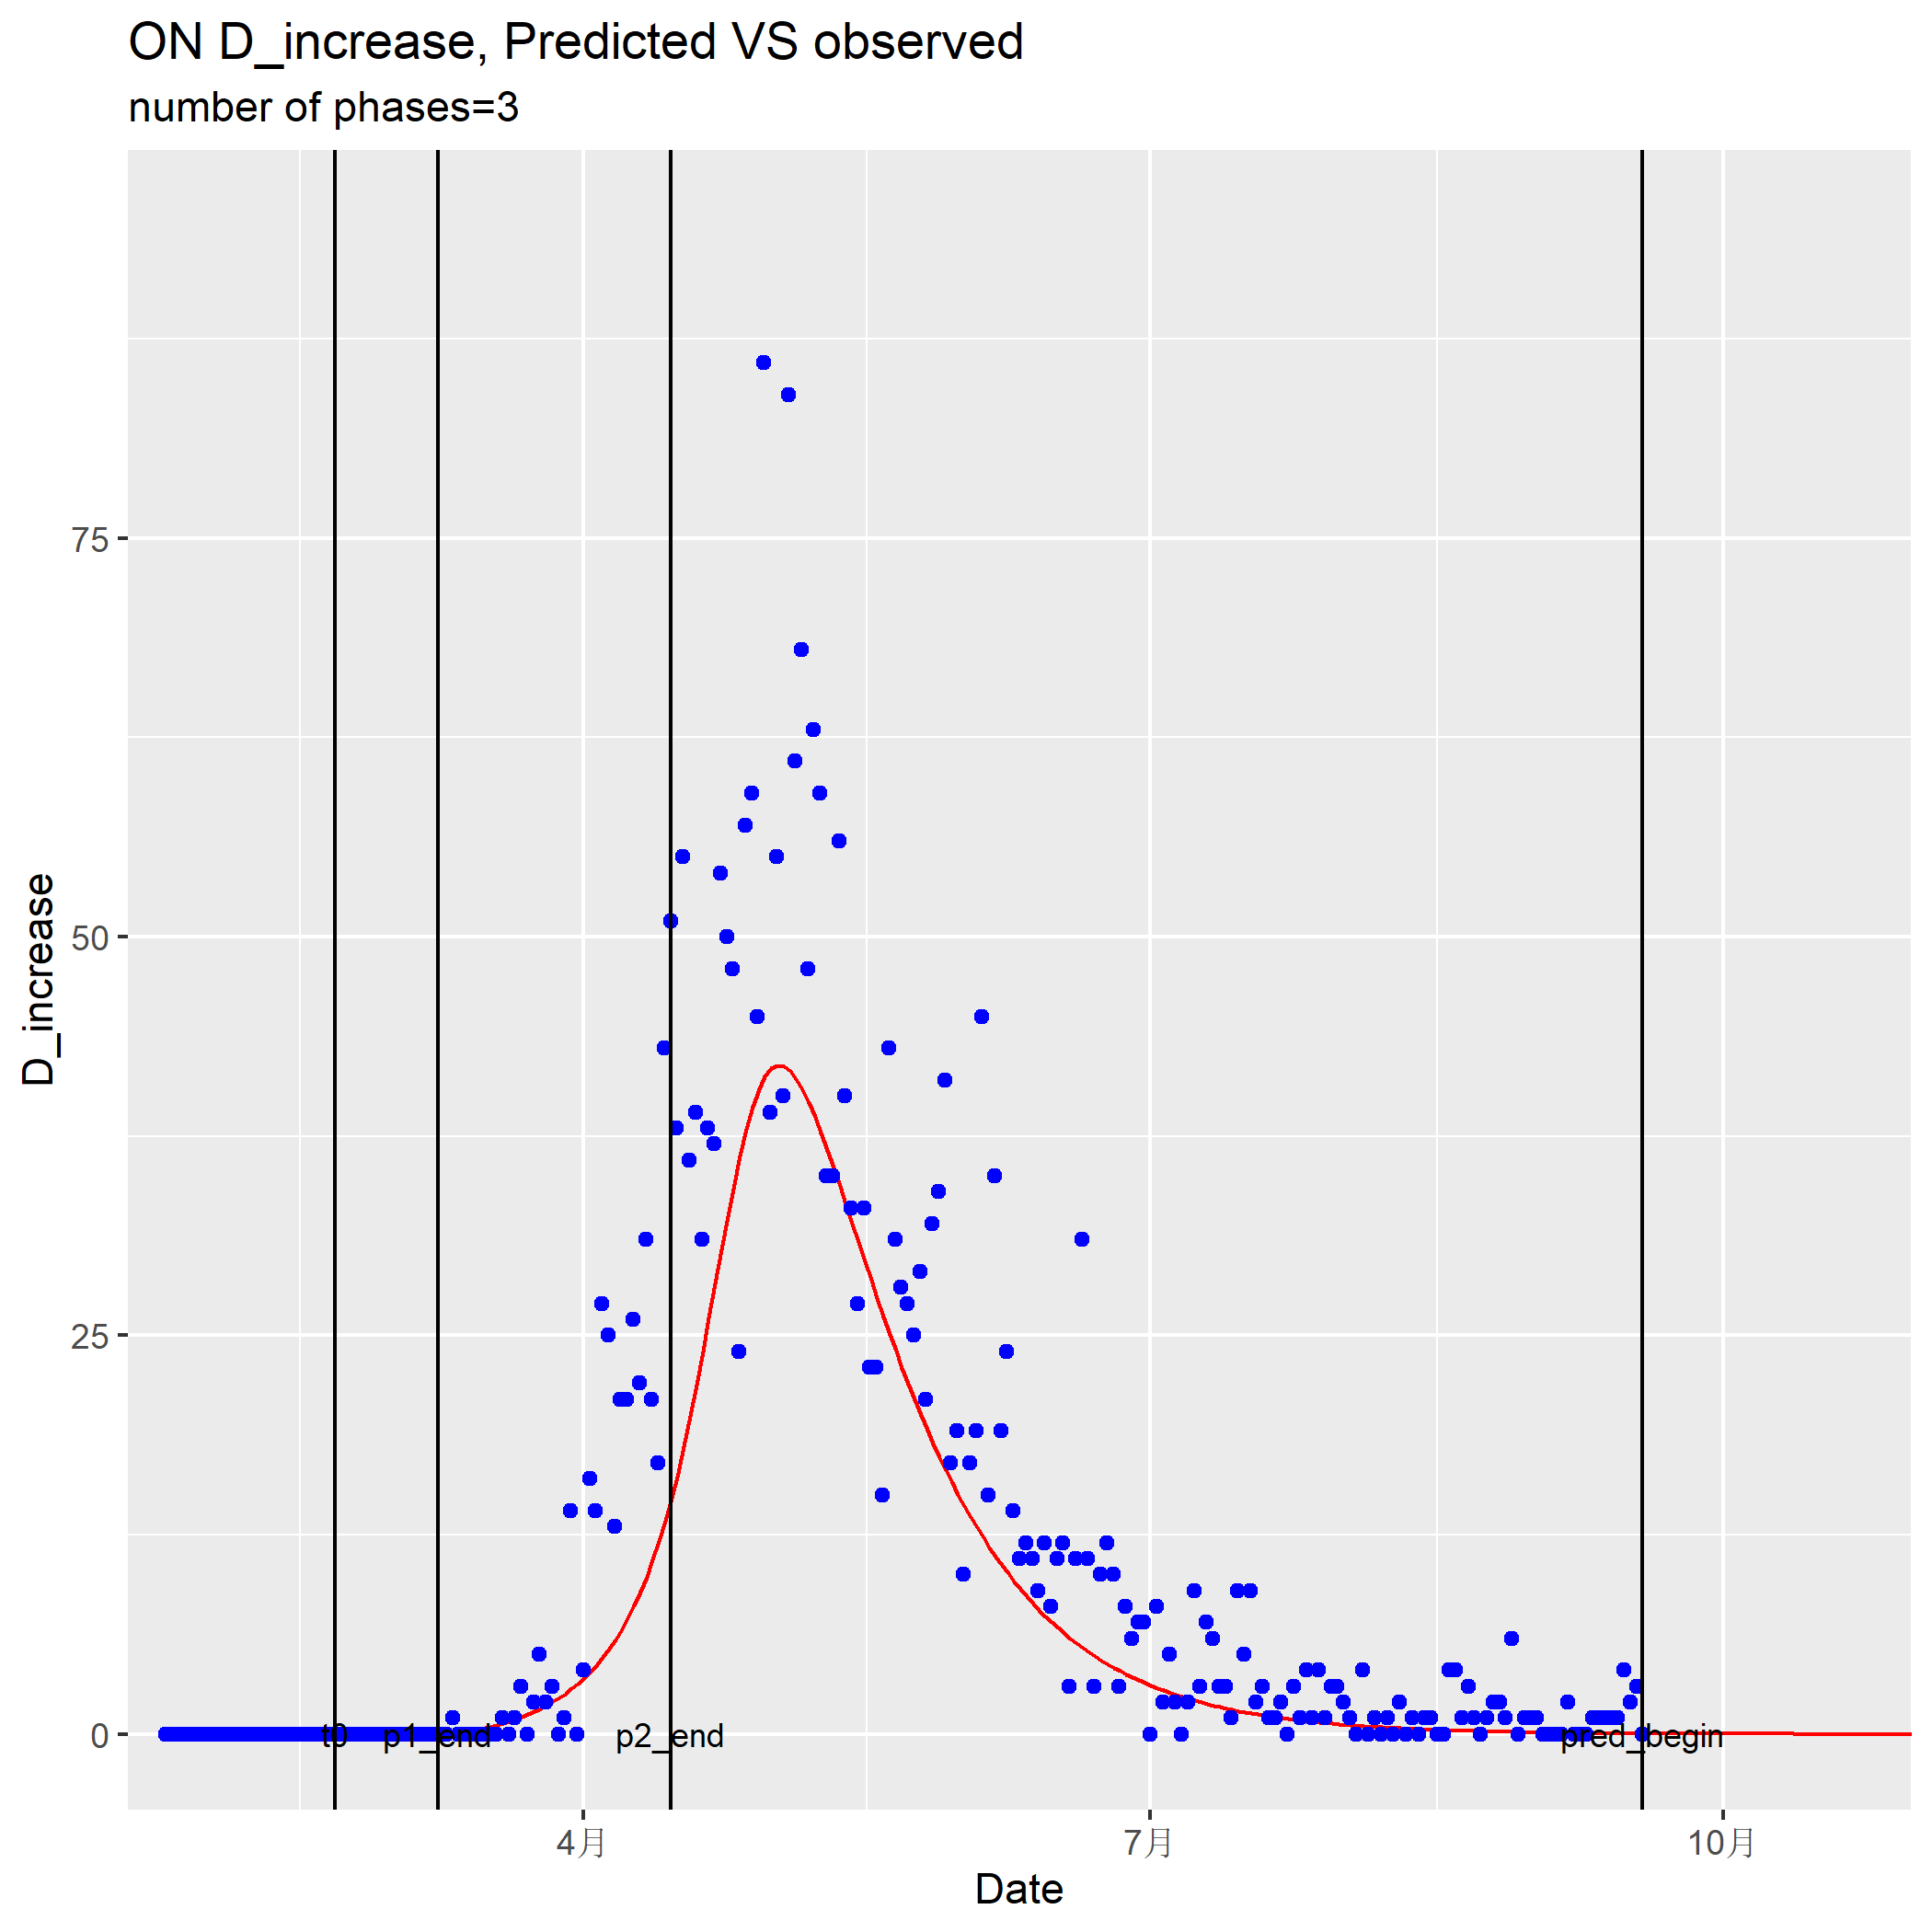 ON D_increase, Predicted VS observed
number of phases=3
D_increase
75
50
25
0
t0
p1_end
p2_end
pred_begin
4月
7月
10月
Date